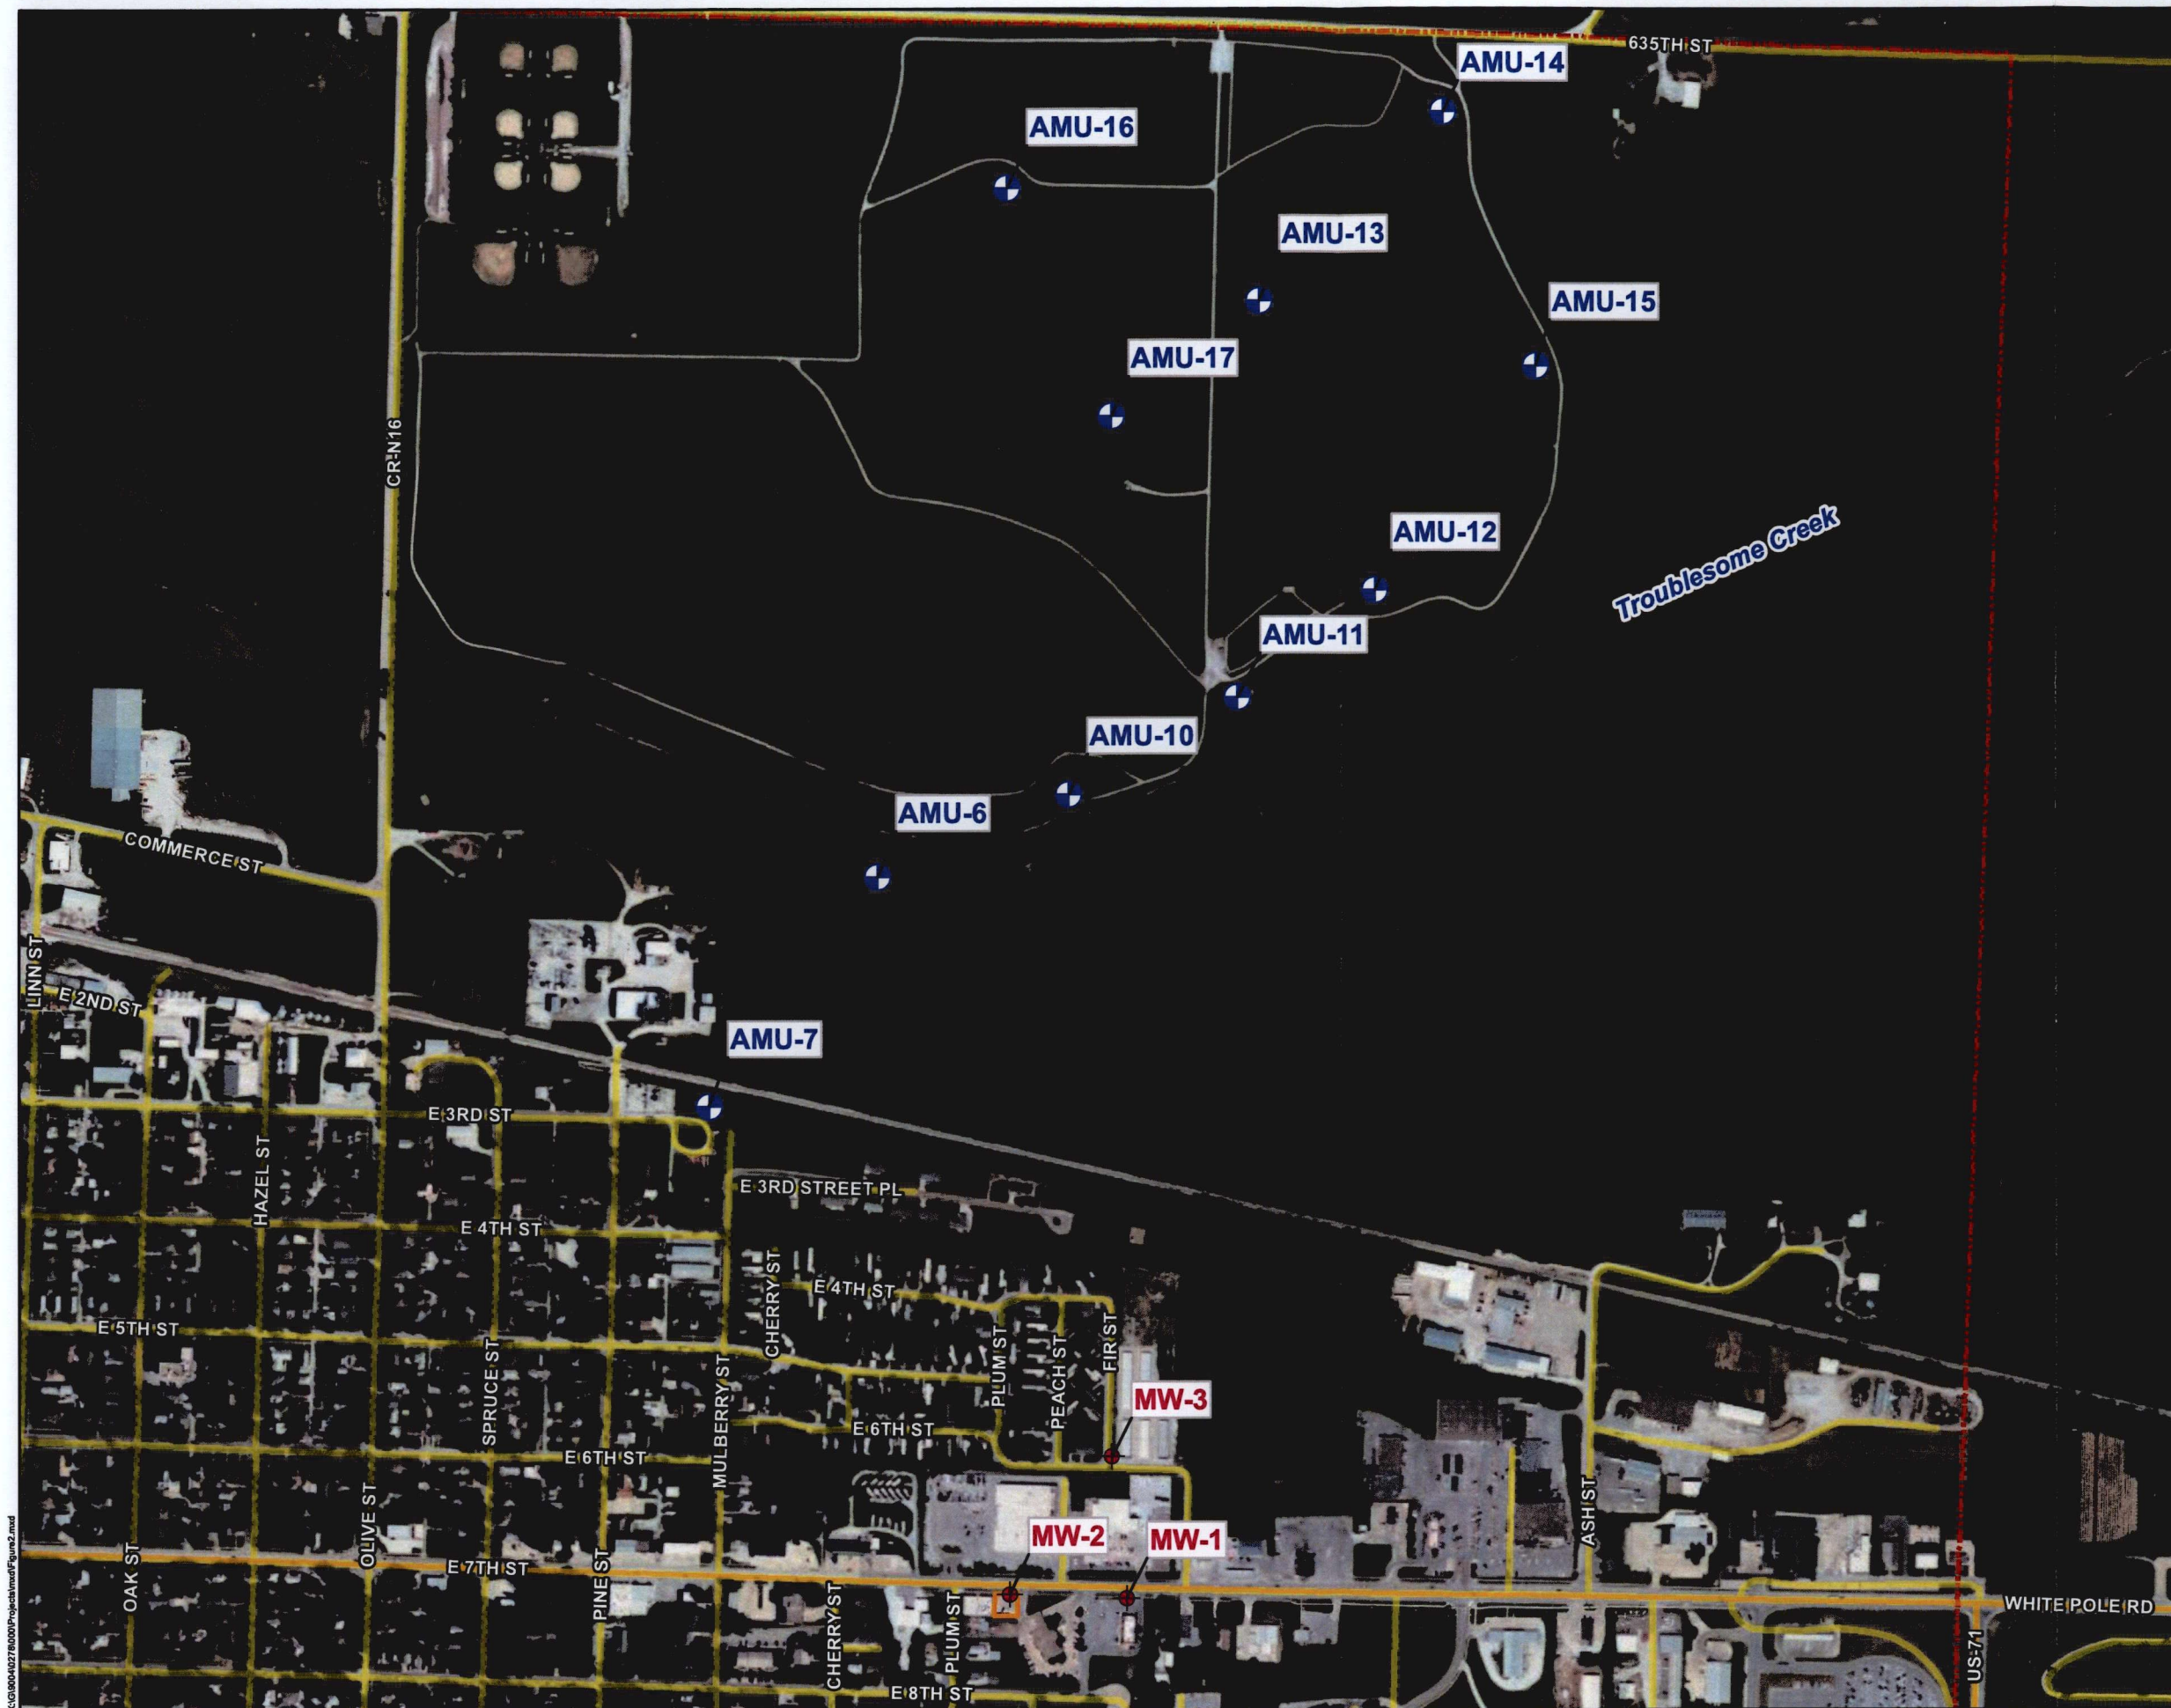 635TH ST
AMU-14
AMU-16
AMU-13
AMU-15
AMU-17
CR-N16
AMU-12
Troublesome Creek
AMU-11
AMU-10
AMU-6
COMMERCE ST
LINN ST
E 2ND ST
AMU-7
E 3RD ST
HAZEL ST
E 3RD STREET PL
E 4TH ST
CHERRY ST
E 4TH ST
E 5TH ST
SPRUCE ST
MULBERRY ST
PLUM ST
PEACH ST
FIR ST
MW-3
E 6TH ST
E 6TH ST
OLIVE ST
ASH ST
MW-2
MW-1
OAK ST
E 7TH ST
PINE ST
CHERRY ST
PLUM ST
WHITE POLE RD
US-71
E 8TH ST